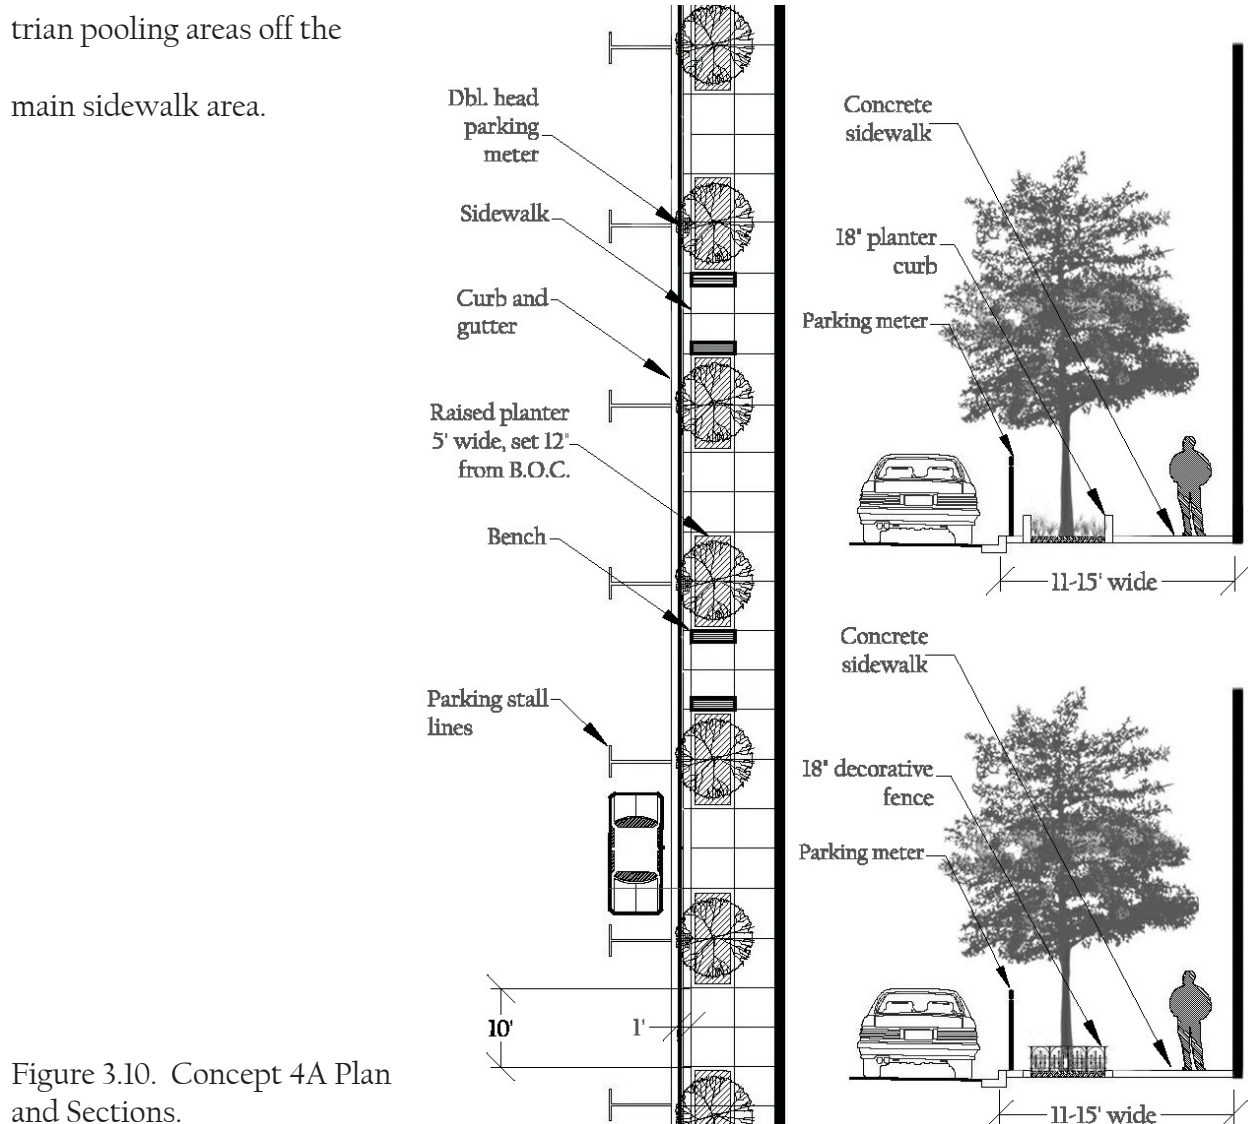 trian pooling areas off the
main sidewalk area.
Dbl. head
parking
meter
Sidewalk
Curb and
gutter
Raised planter
5' wide, set 12"
from B.O.C.
Bench
Parking stall
lines
10'
1'
Concrete
sidewalk
18" planter
curb
Parking meter
11-15' wide
Concrete
sidewalk
18" decorative
fence
Parking meter
11-15' wide
Figure 3.10. Concept 4A Plan
and Sections.